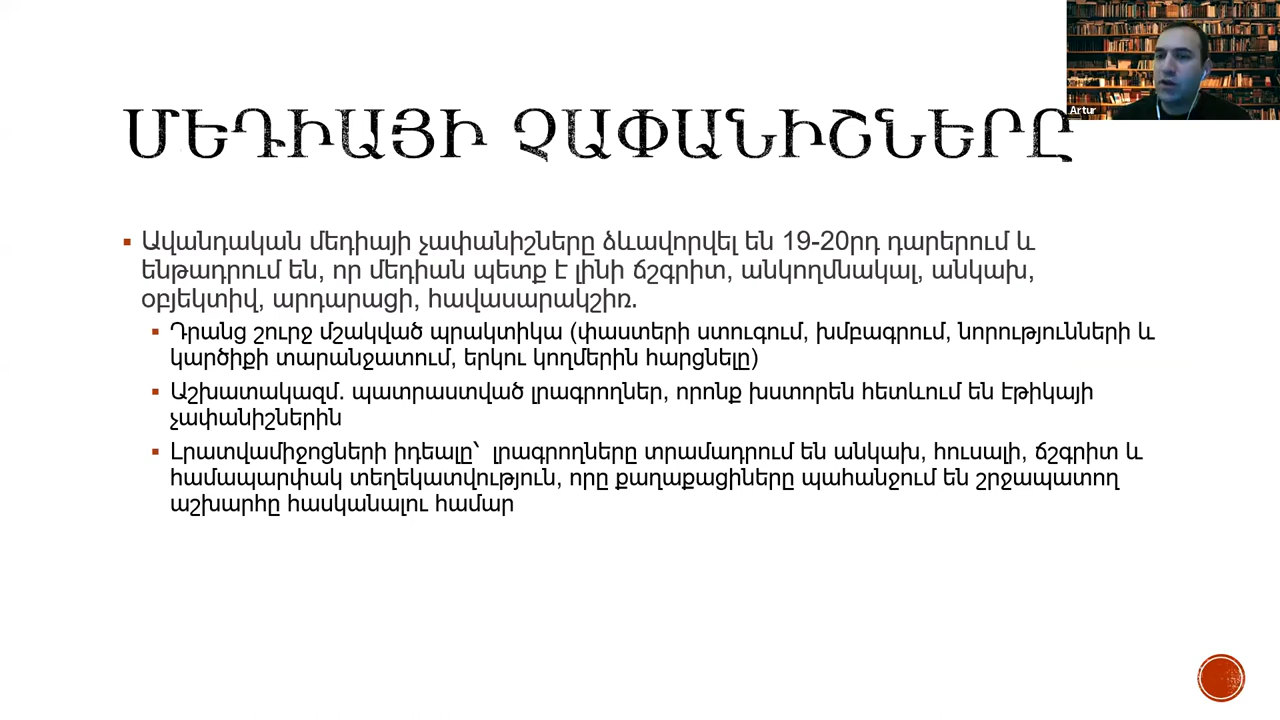 Artur
ՄԵԴԻԱՅԻ ՉԱՓԱՆԻՇՆԵՐԸ
Ավանդական մեդիայի չափանիշները ձևավորվել են 19-20րդ դարերում և
ենթադրում են, որ մեդիան պետք է լինի ճշգրիտ, անկողմնակալ, անկախ,
օբյեկտիվ, արդարացի, հավասարակշիռ.
Դրանց շուրջ մշակված պրակտիկա (փաստերի ստուգում, խմբագրում, նորությունների և
կարծիքի տարանջատում, երկու կողմերին հարցնելը)
Աշխատակազմ. պատրաստված լրագրողներ, որոնք խստորեն հետևում են էթիկայի
չափանիշներին
Լրատվամիջոցների իդեալը՝ լրագրողները տրամադրում են անկախ, հուսալի, ճշգրիտ և
համապարփակ տեղեկատվություն, որը քաղաքացիները պահանջում են շրջապատող
աշխարհը հասկանալու համար